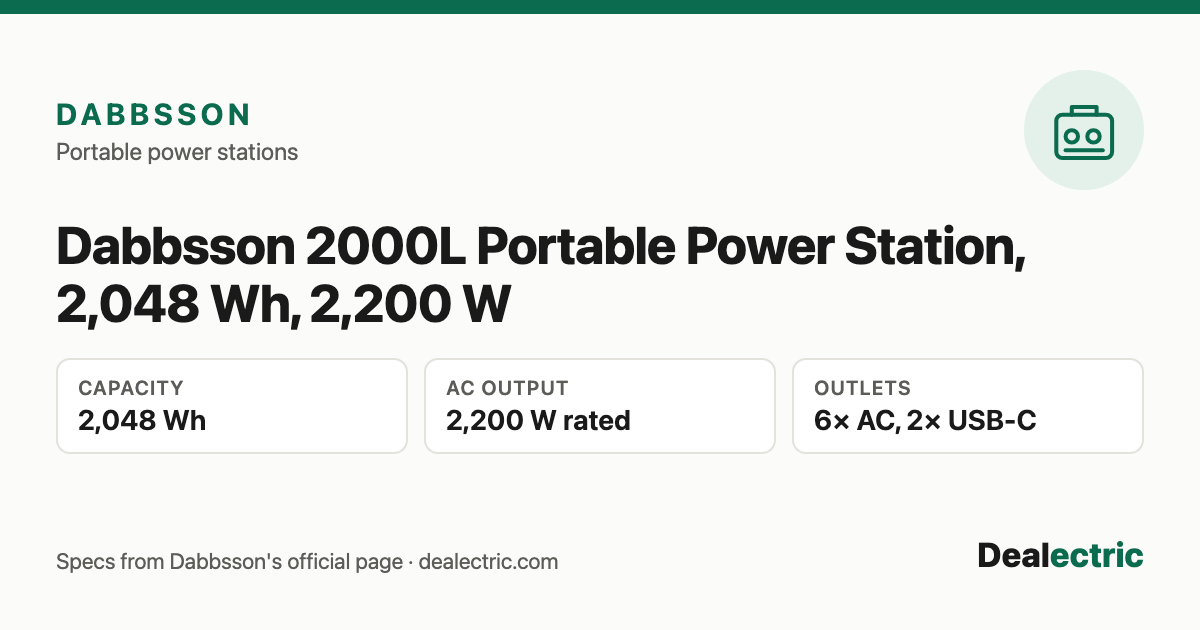 DABBSSON
Portable power stations
Dabbsson 2000L Portable Power Station,
2,048 Wh, 2,200 W
CAPACITY
2,048 Wh
AC OUTPUT
2,200 W rated
OUTLETS
6× AC, 2× USB-C
Specs from Dabbsson's official page · dealectric.com
Dealectric